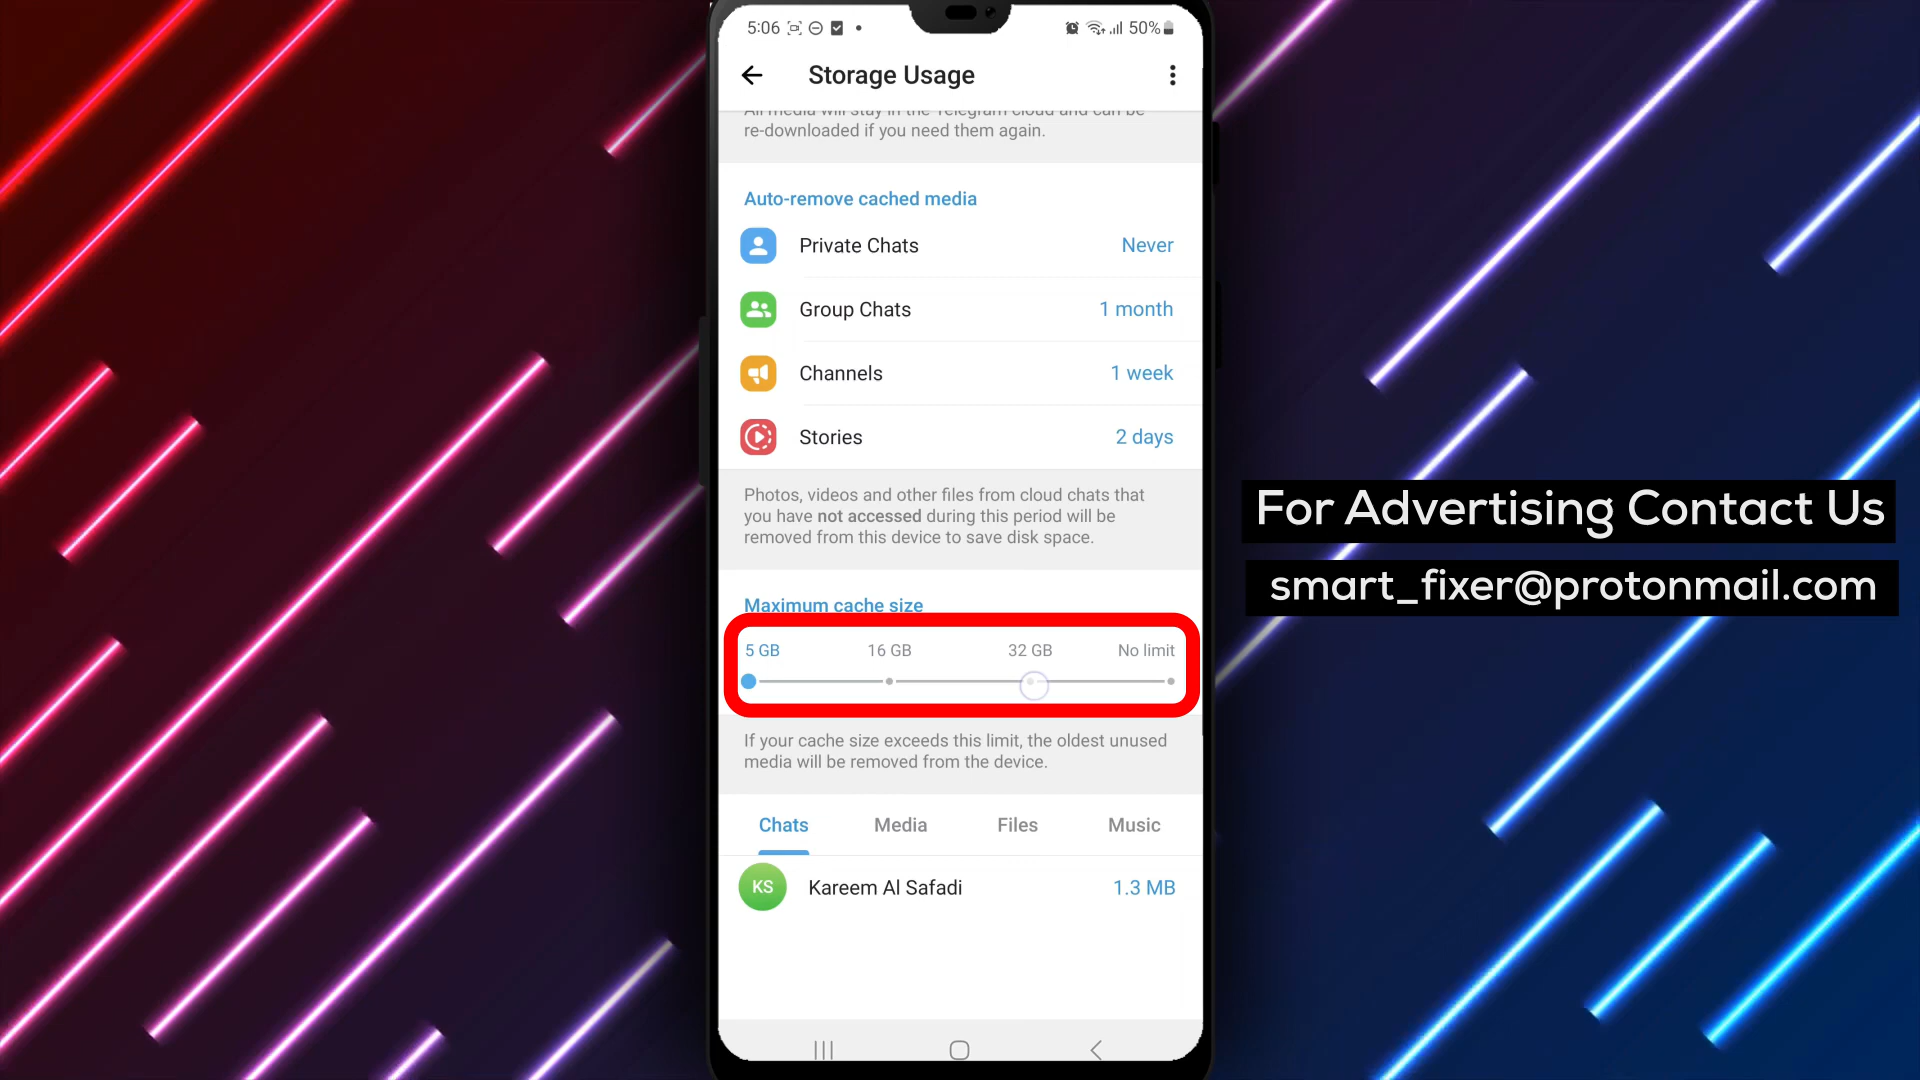 5:06
50%
Storage Usage
All media will stay in the Telegram cloud and can be
re-downloaded if you need them again.
Auto-remove cached media
Private Chats Never
Group Chats 1 month
Channels 1 week
Stories 2 days
Photos, videos and other files from cloud chats that
you have not accessed during this period will be
removed from this device to save disk space.
Maximum cache size
5 GB 16 GB 32 GB No limit
If your cache size exceeds this limit, the oldest unused
media will be removed from the device.
Chats Media Files Music
KS Kareem Al Safadi 1.3 MB
For Advertising Contact Us
smart_fixer@protonmail.com